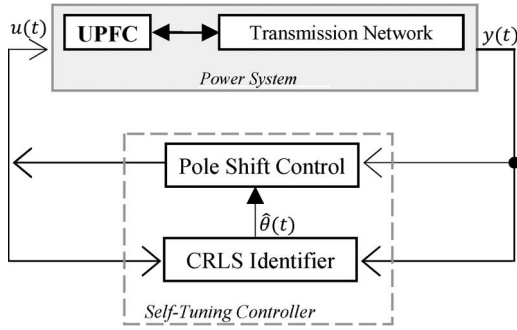 u(t)
UPFC
Transmission Network
y(t)
Power System
Pole Shift Control
θ̂(t)
CRLS Identifier
Self-Tuning Controller